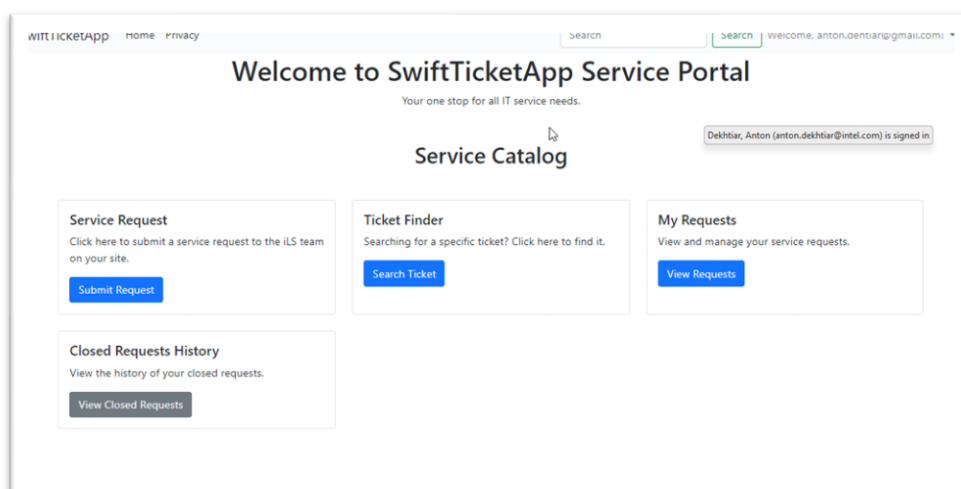 wiftTicketApp Home Privacy Search Search Welcome, anton.dehtiar@gmail.com!
Welcome to SwiftTicketApp Service Portal
Your one stop for all IT service needs.
Dekhtiar, Anton (anton.dekhtiar@intel.com) is signed in
Service Catalog
Service Request
Click here to submit a service request to the iLS team
on your site.
Submit Request
Ticket Finder
Searching for a specific ticket? Click here to find it.
Search Ticket
My Requests
View and manage your service requests.
View Requests
Closed Requests History
View the history of your closed requests.
View Closed Requests